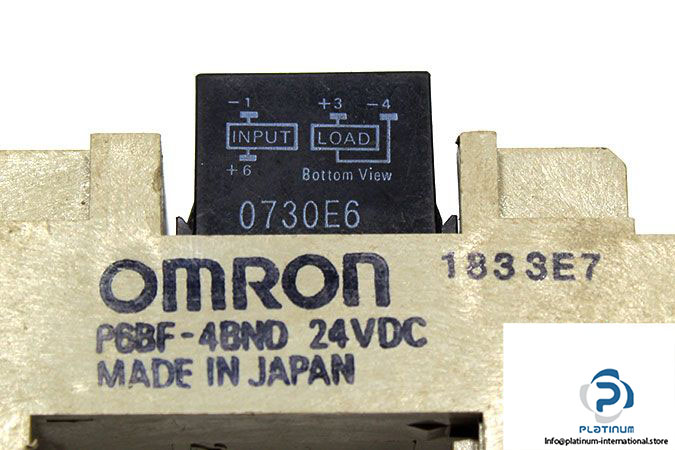 -1 +3 -4
INPUT LOAD
+6 Bottom View
0730E6
OMRON 1833E7
P6BF-4BND 24VDC
MADE IN JAPAN
PLATINUM
Info@platinum-international.store